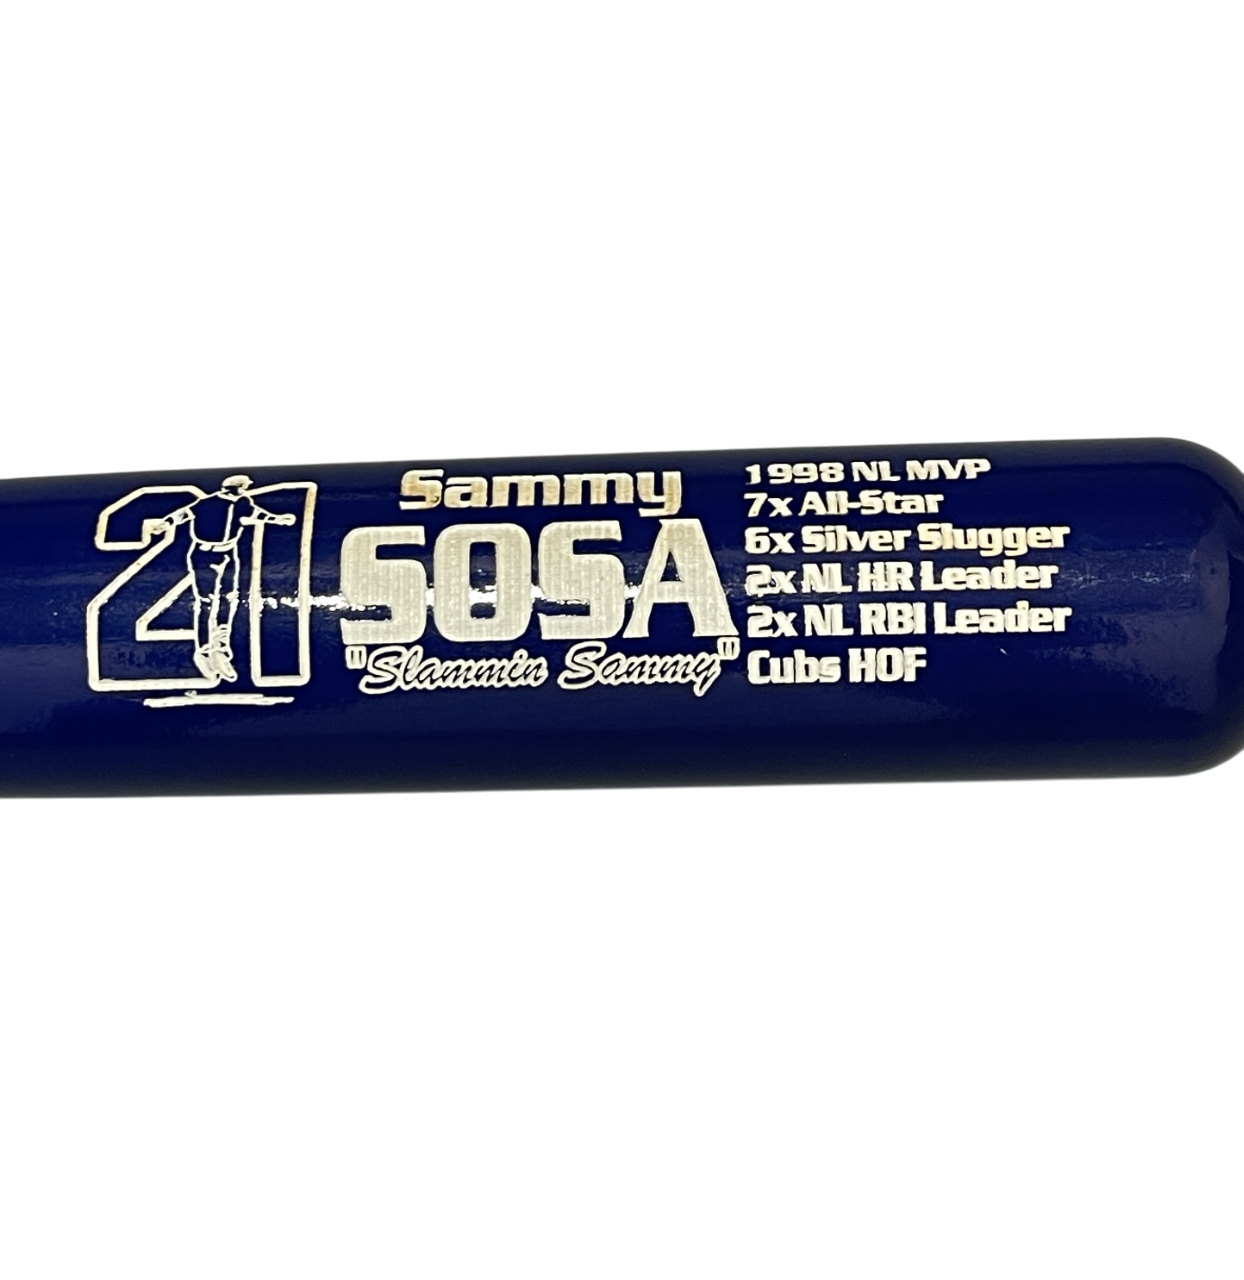 21
Sammy
SOSA
"Slammin Sammy"
1998 NL MVP
7x All-Star
6x Silver Slugger
2x NL HR Leader
2x NL RBI Leader
Cubs HOF